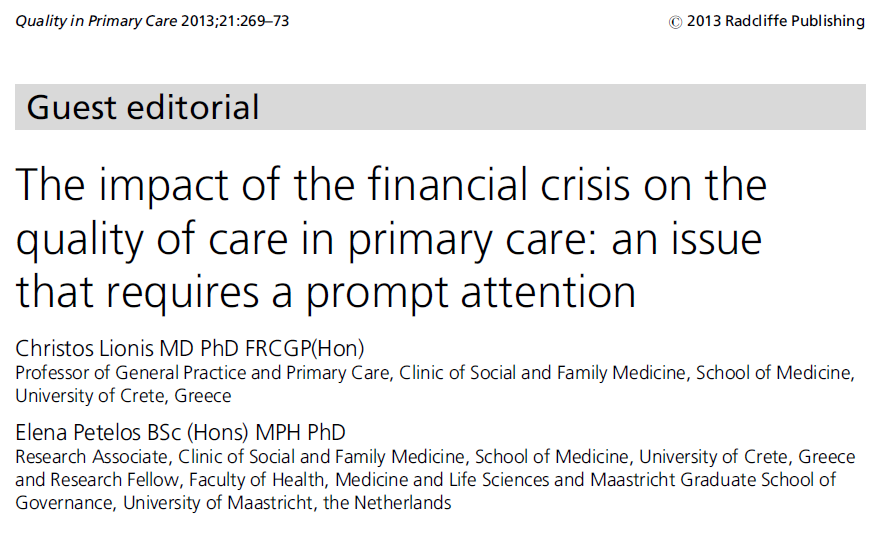 Quality in Primary Care 2013;21:269–73
© 2013 Radcliffe Publishing
Guest editorial
The impact of the financial crisis on the
quality of care in primary care: an issue
that requires a prompt attention
Christos Lionis MD PhD FRCGP(Hon)
Professor of General Practice and Primary Care, Clinic of Social and Family Medicine, School of Medicine,
University of Crete, Greece
Elena Petelos BSc (Hons) MPH PhD
Research Associate, Clinic of Social and Family Medicine, School of Medicine, University of Crete, Greece
and Research Fellow, Faculty of Health, Medicine and Life Sciences and Maastricht Graduate School of
Governance, University of Maastricht, the Netherlands